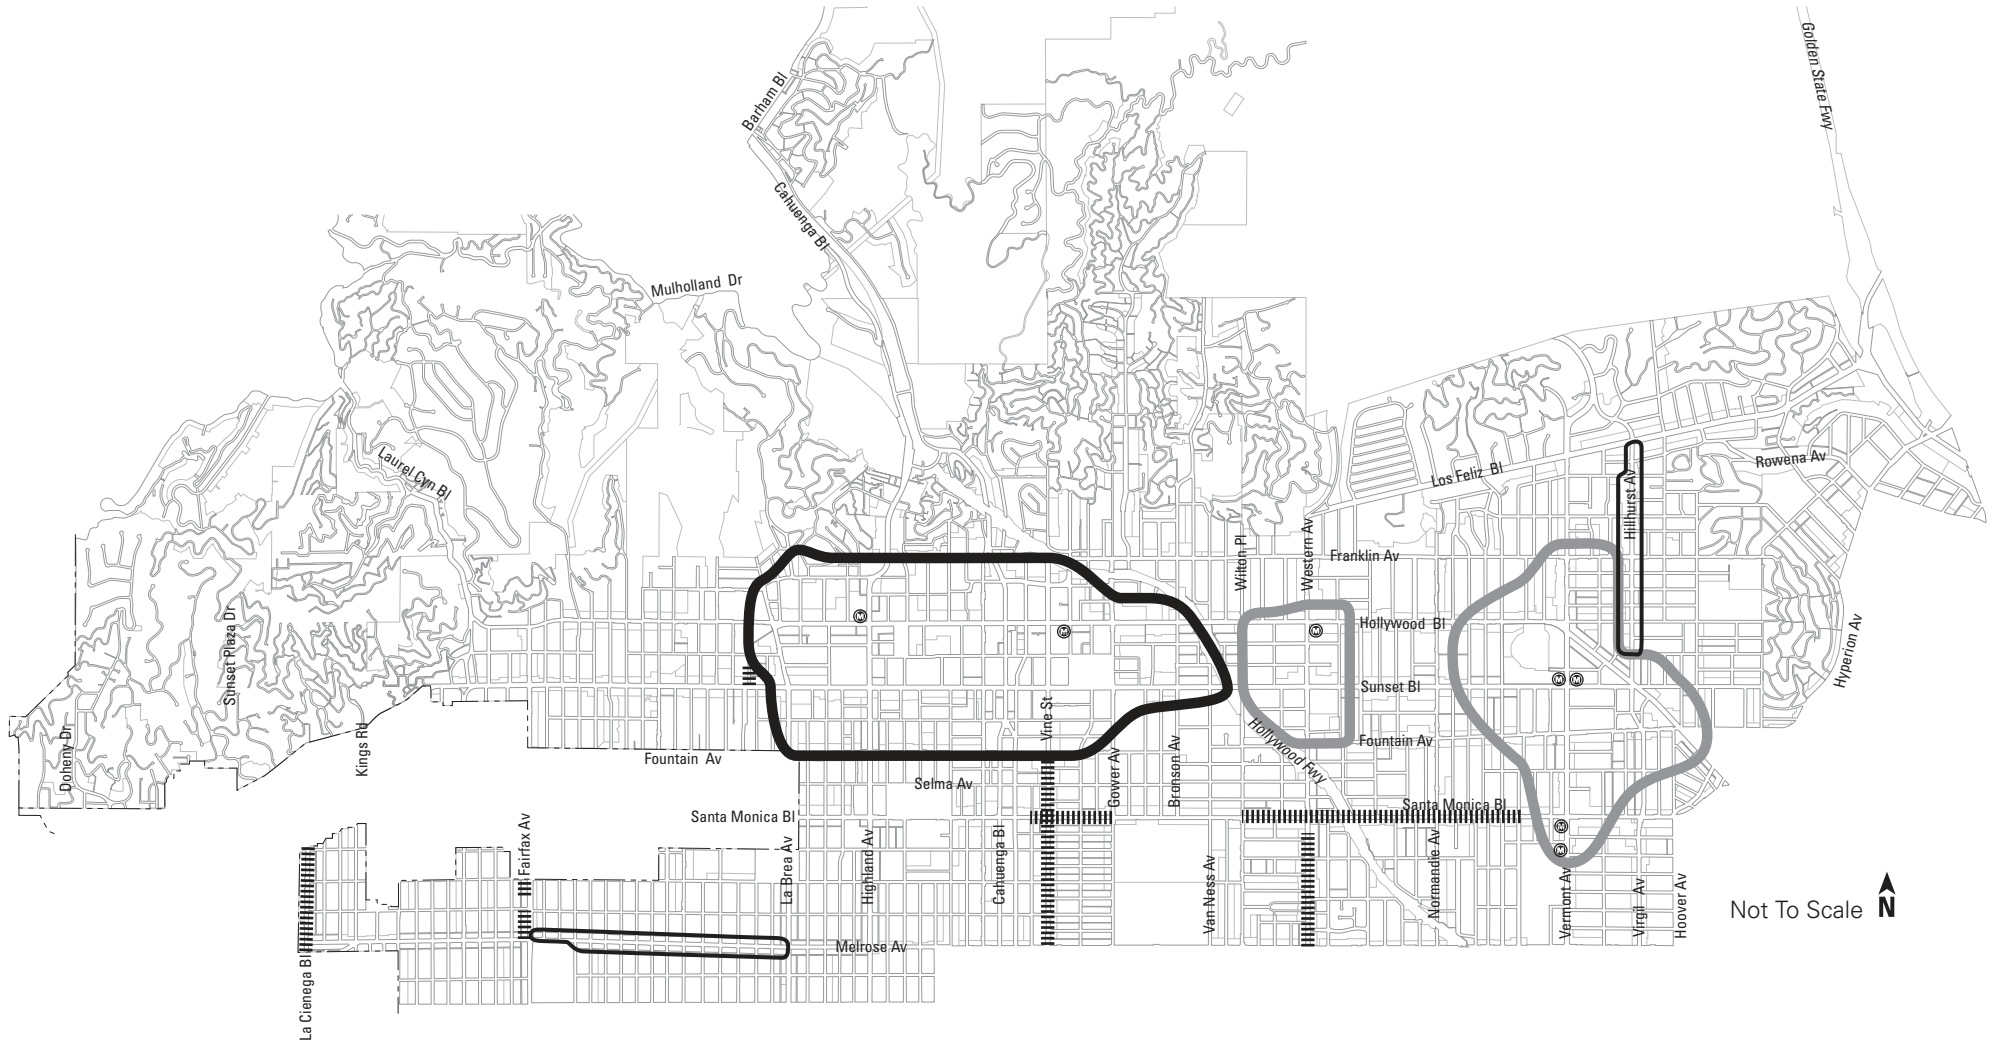 Golden State Fwy
Barham Bl
Cahuenga Bl
Mulholland Dr
Laurel Cyn Bl
Los Feliz Bl
Rowena Av
Hillhurst Av
Wilton Pl
Western Av
Franklin Av
Hollywood Bl
Sunset Plaza Dr
Hyperion Av
M
M
M
M
M
Sunset Bl
Doheny Dr
Kings Rd
Vine St
Fountain Av
Fountain Av
Hollywood Fwy
Gower Av
Bronson Av
Selma Av
Santa Monica Bl
Santa Monica Bl
Fairfax Av
La Brea Av
Highland Av
Cahuenga Bl
Van Ness Av
Normandie Av
M
M
Vermont Av
Virgil Av
Hoover Av
Not To Scale
N
Melrose Av
La Cienega Bl